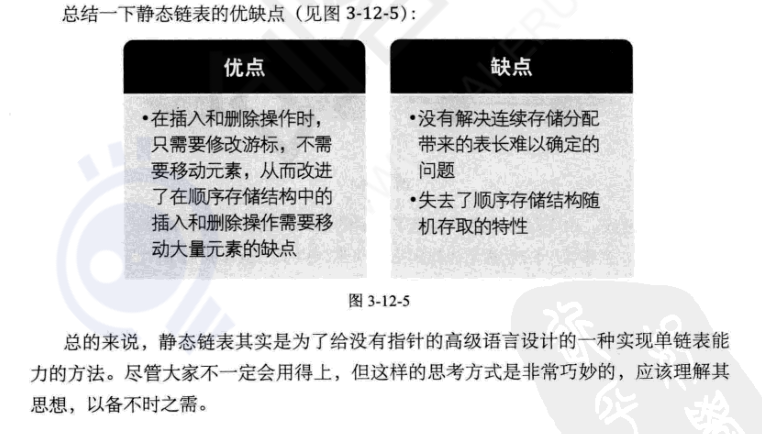 总结一下静态链表的优缺点（见图 3-12-5）：
优点
•在插入和删除操作时，
只需要修改游标，不需
要移动元素，从而改进
了在顺序存储结构中的
插入和删除操作需要移
动大量元素的缺点
缺点
•没有解决连续存储分配
带来的表长难以确定的
问题
•失去了顺序存储结构随
机存取的特性
图 3-12-5
总的来说，静态链表其实是为了给没有指针的高级语言设计的一种实现单链表能
力的方法。尽管大家不一定会用得上，但这样的思考方式是非常巧妙的，应该理解其
思想，以备不时之需。